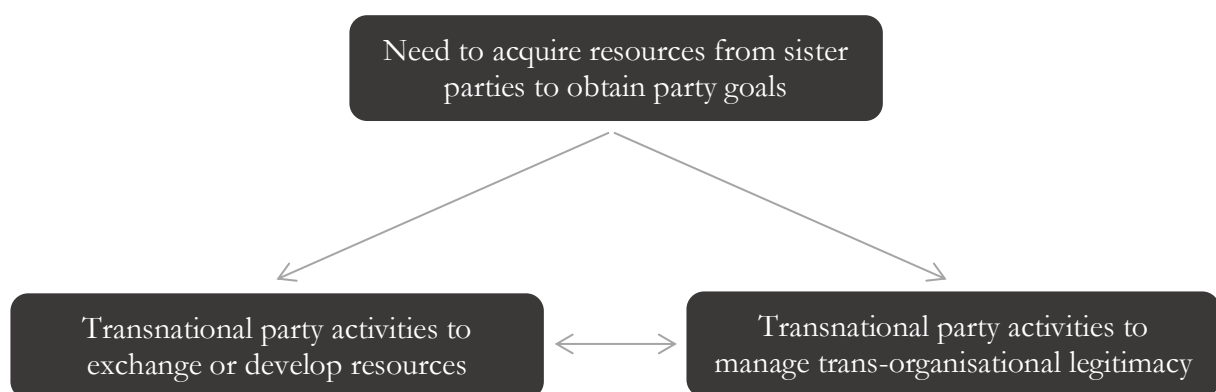 Need to acquire resources from sister
parties to obtain party goals
Transnational party activities to
exchange or develop resources
Transnational party activities to
manage trans-organisational legitimacy